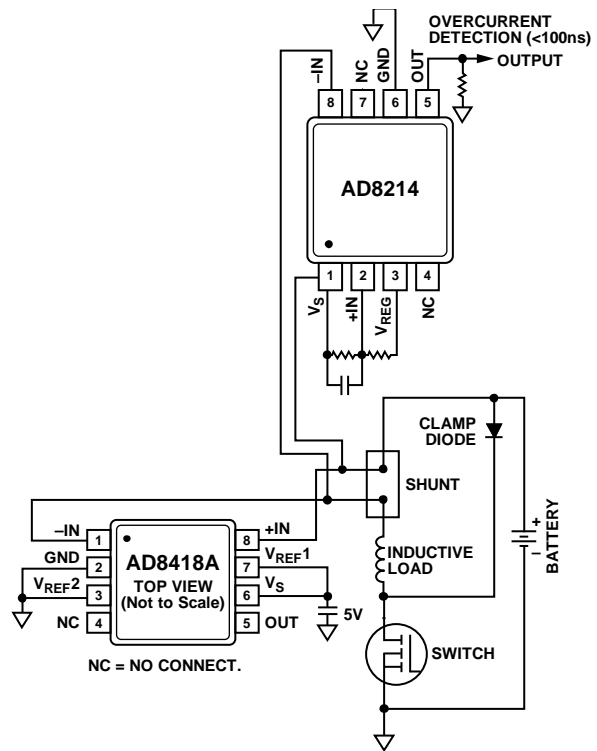 OVERCURRENT
DETECTION (<100ns)
OUTPUT
–IN
NC
GND
OUT
8
7
6
5
AD8214
1
2
3
4
VS
+IN
VREG
NC
CLAMP
DIODE
SHUNT
BATTERY
+
–
INDUCTIVE
LOAD
SWITCH
–IN
GND
VREF2
NC
1
2
3
4
AD8418A
TOP VIEW
(Not to Scale)
8
7
6
5
+IN
VREF1
VS
OUT
5V
NC = NO CONNECT.